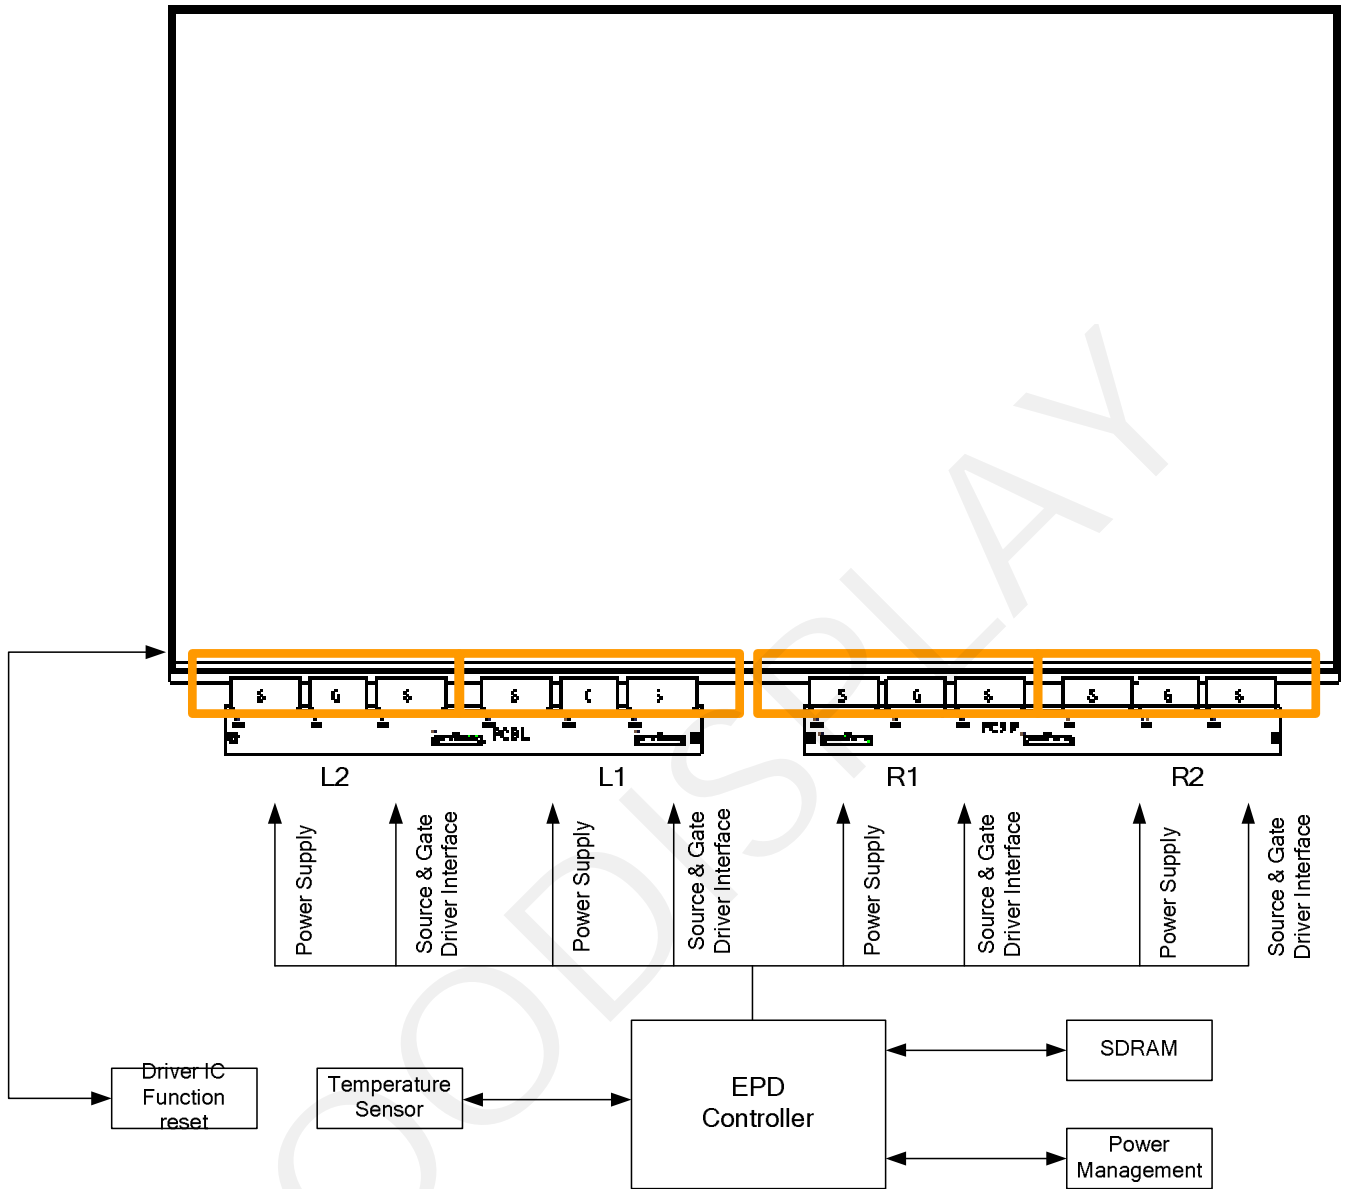 S G S S S S G S S G S
PCBL
L2 L1 R1 R2
Power Supply
Source & Gate
Driver Interface
Power Supply
Source & Gate
Driver Interface
Power Supply
Source & Gate
Driver Interface
Power Supply
Source & Gate
Driver Interface
Driver IC
Function
reset
Temperature
Sensor
EPD
Controller
SDRAM
Power
Management
OODISPLAY